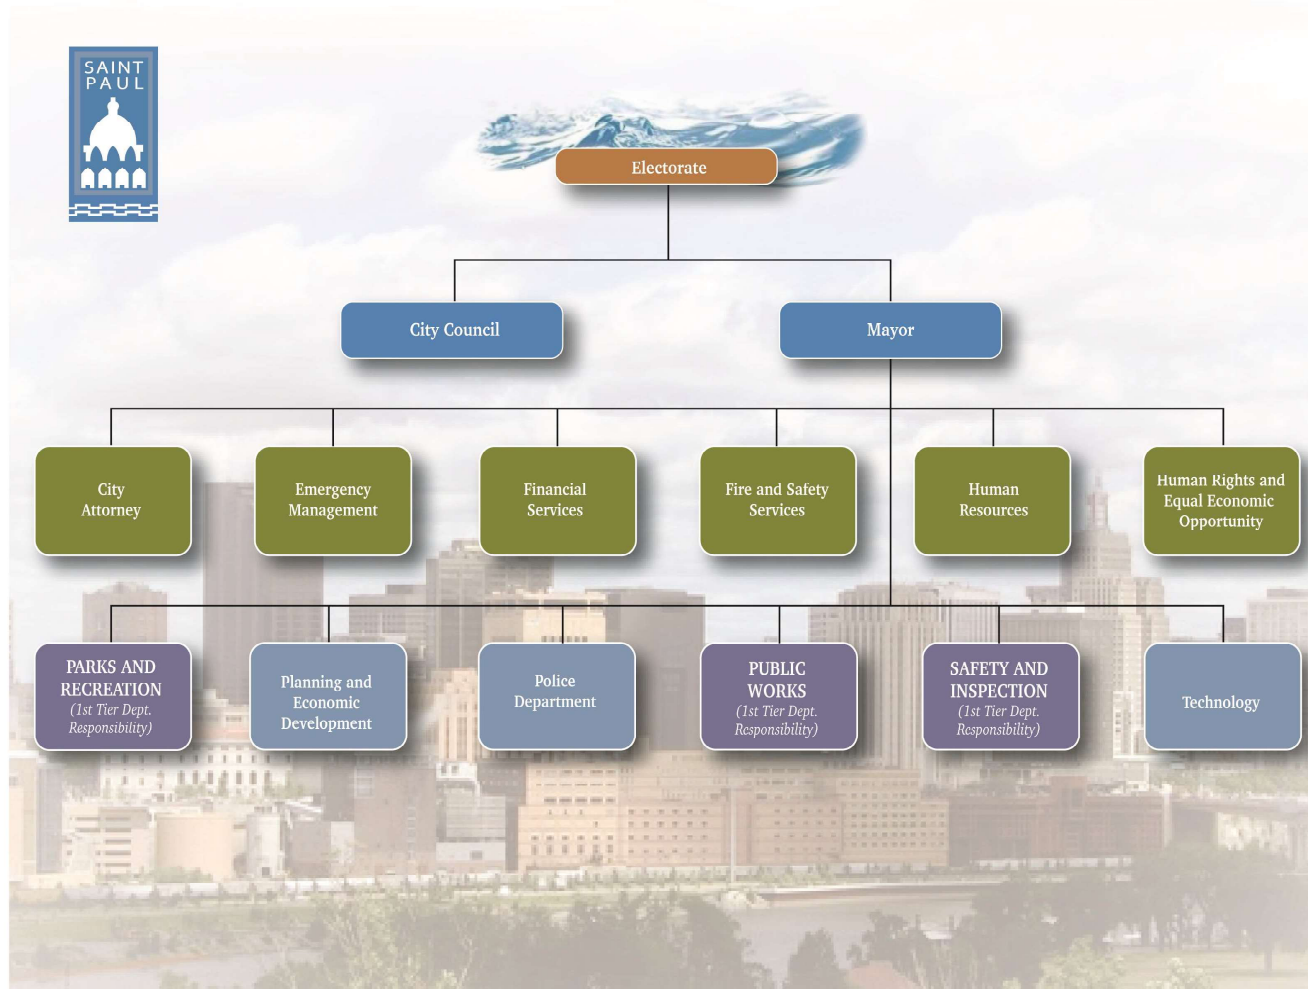 SAINT
PAUL
Electorate
City Council
Mayor
City
Attorney
Emergency
Management
Financial
Services
Fire and Safety
Services
Human
Resources
Human Rights and
Equal Economic
Opportunity
PARKS AND
RECREATION
(1st Tier Dept.
Responsibility)
Planning and
Economic
Development
Police
Department
PUBLIC
WORKS
(1st Tier Dept.
Responsibility)
SAFETY AND
INSPECTION
(1st Tier Dept.
Responsibility)
Technology